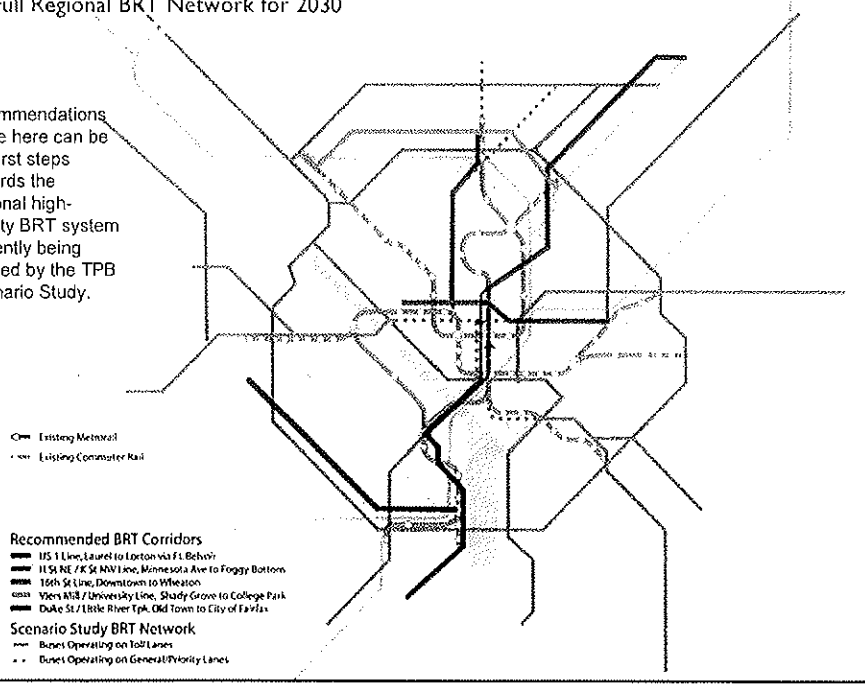 ull Regional BRT Network for 2030
mmendations
e here can be
rst steps
rds the
onal high-
ty BRT system
ently being
ed by the TPB
nario Study.
Existing Metrorail
Existing Commuter Rail
Recommended BRT Corridors
US 1 Line, Laurel to Lorton via Ft. Belvoir
H St NE / K St NW Line, Minnesota Ave to Foggy Bottom
16th St Line, Downtown to Wheaton
Viers Mill / University Line, Shady Grove to College Park
Duke St / Little River Tpk, Old Town to City of Fairfax
Scenario Study BRT Network
Buses Operating on Toll Lanes
Buses Operating on General/Priority Lanes